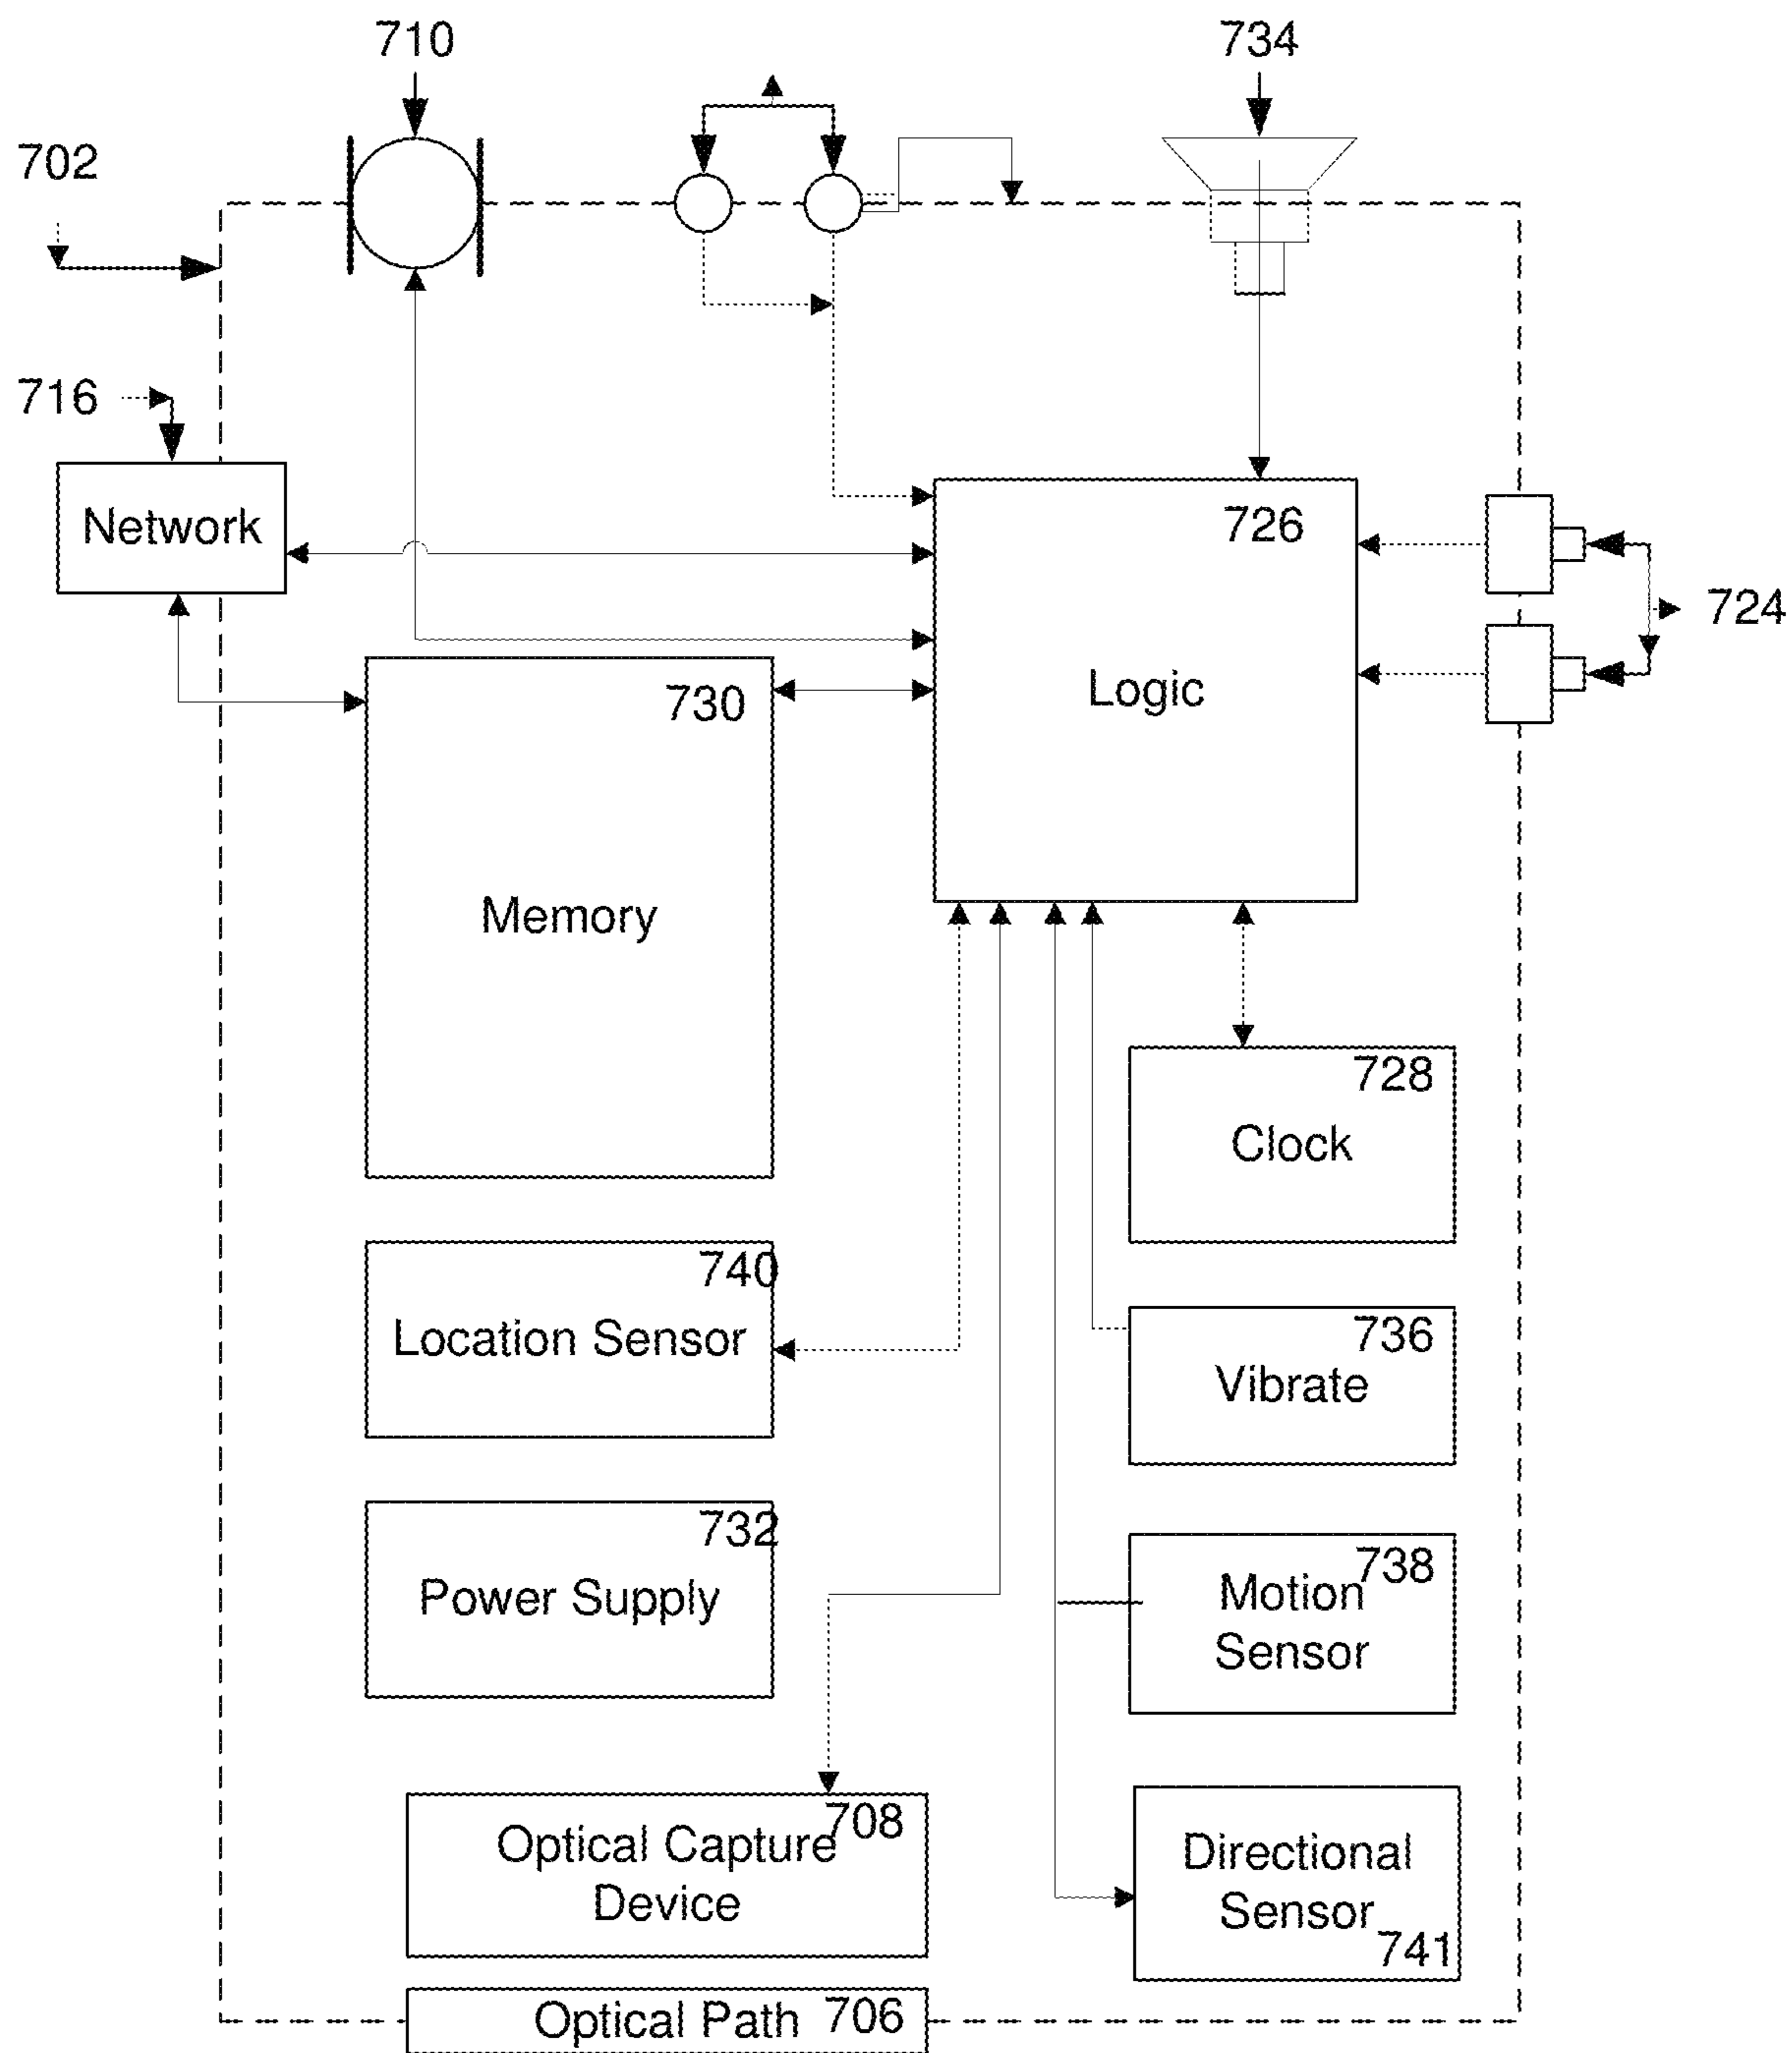 710
734
702
716
Network
726
724
Logic
730
Memory
728
Clock
740
Location Sensor
736
Vibrate
732
Power Supply
738
Motion
Sensor
708
Optical Capture
Device
Directional
Sensor
741
Optical Path 706